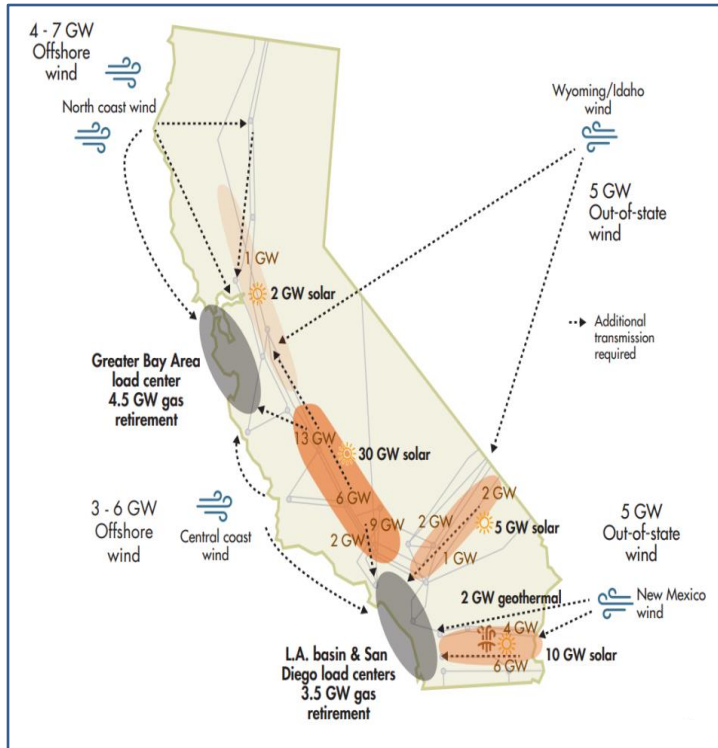 4 - 7 GW
Offshore
wind
North coast wind
Wyoming/Idaho
wind
5 GW
Out-of-state
wind
1 GW
2 GW solar
Additional
transmission
required
Greater Bay Area
load center
4.5 GW gas
retirement
13 GW
30 GW solar
3 - 6 GW
Offshore
wind
Central coast
wind
6 GW
9 GW
2 GW
2 GW
2 GW
1 GW
5 GW solar
5 GW
Out-of-state
wind
2 GW geothermal
New Mexico
wind
4 GW
6 GW
10 GW solar
L.A. basin & San
Diego load centers
3.5 GW gas
retirement